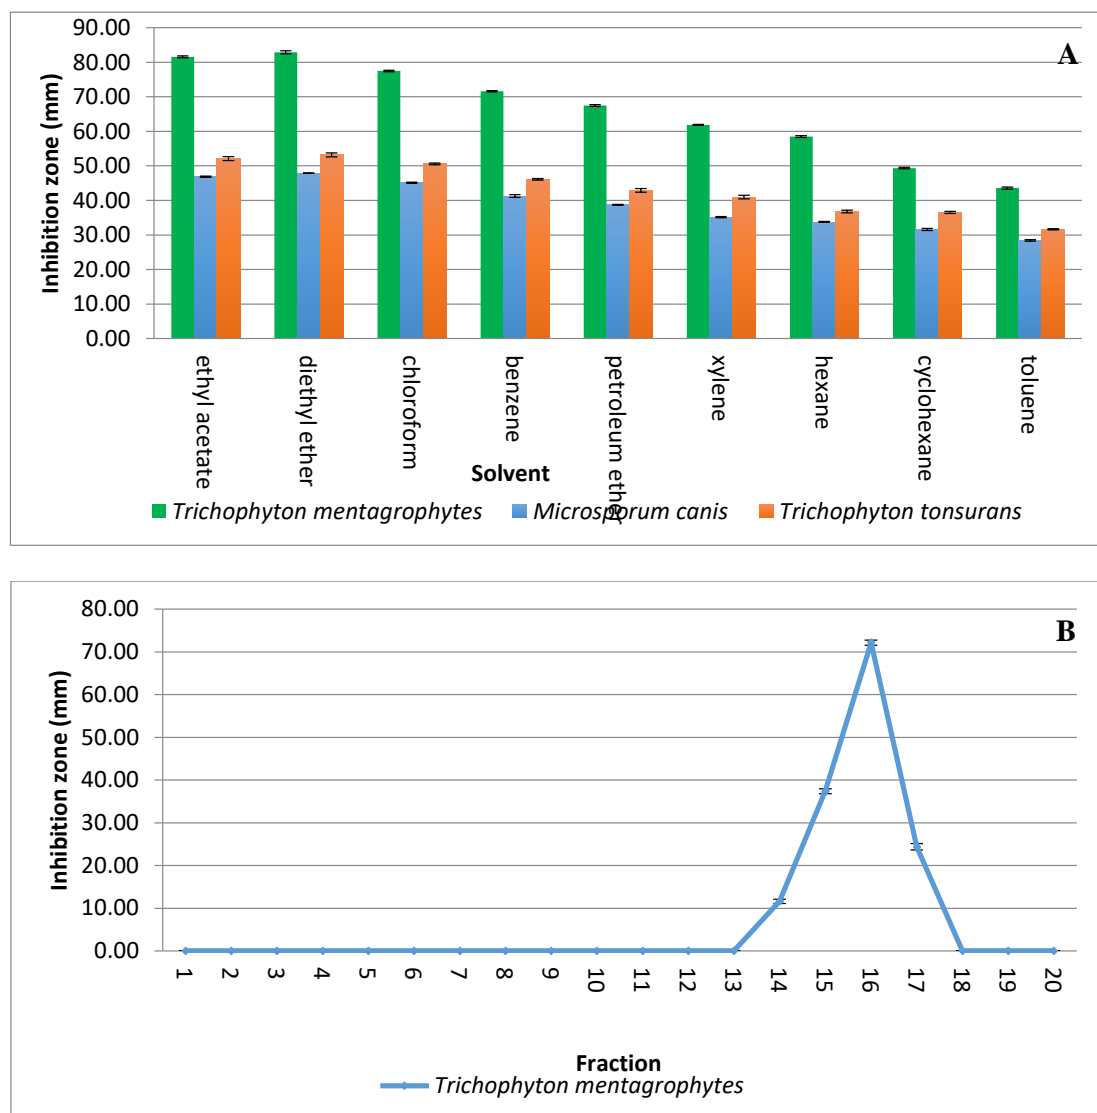 A
90.00
80.00
70.00
60.00
50.00
40.00
30.00
20.00
10.00
0.00
Inhibition zone (mm)
ethyl acetate
diethyl ether
chloroform
benzene
petroleum ether
xylene
hexane
cyclohexane
toluene
Solvent
Trichophyton mentagrophytes
Microsporum canis
Trichophyton tonsurans
B
80.00
70.00
60.00
50.00
40.00
30.00
20.00
10.00
0.00
Inhibition zone (mm)
1
2
3
4
5
6
7
8
9
10
11
12
13
14
15
16
17
18
19
20
Fraction
Trichophyton mentagrophytes